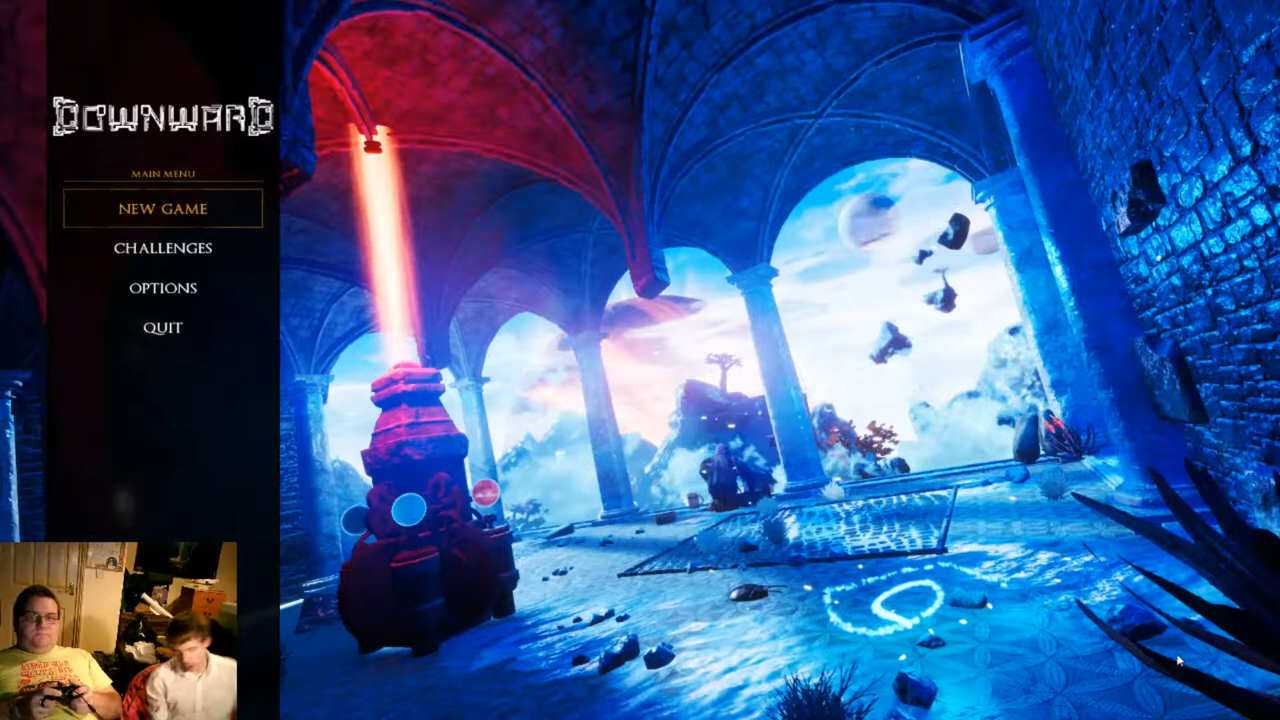 DOWNWARD
MAIN MENU
NEW GAME
CHALLENGES
OPTIONS
QUIT